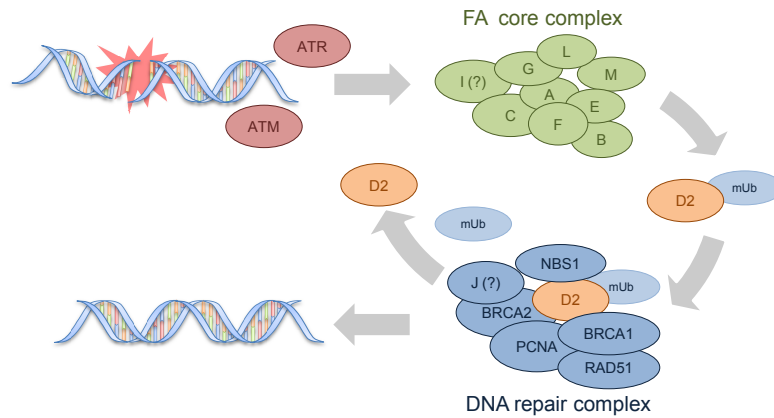 FA core complex
ATR
ATM
L
G
M
I (?)
A
E
C
F
B
D2
mUb
D2
mUb
NBS1
J (?)
mUb
D2
BRCA2
BRCA1
PCNA
RAD51
DNA repair complex